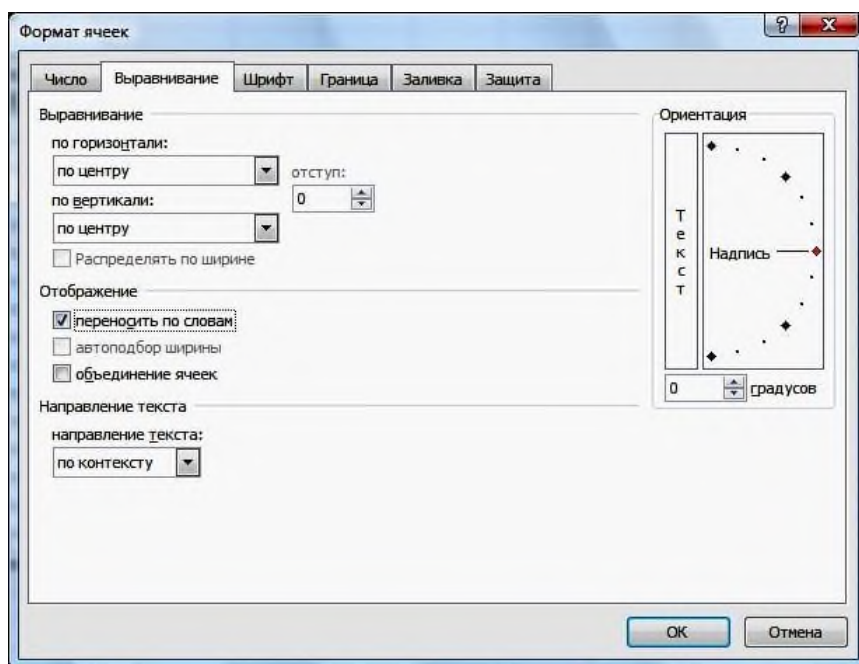 Формат ячеек
Число Выравнивание Шрифт Граница Заливка Защита
Выравнивание
по горизонтали:
по центру
отступ:
0
по вертикали:
по центру
Распределять по ширине
Отображение
переносить по словам
автоподбор ширины
объединение ячеек
Направление текста
направление текста:
по контексту
Ориентация
Текст
Надпись
0 градусов
ОК Отмена